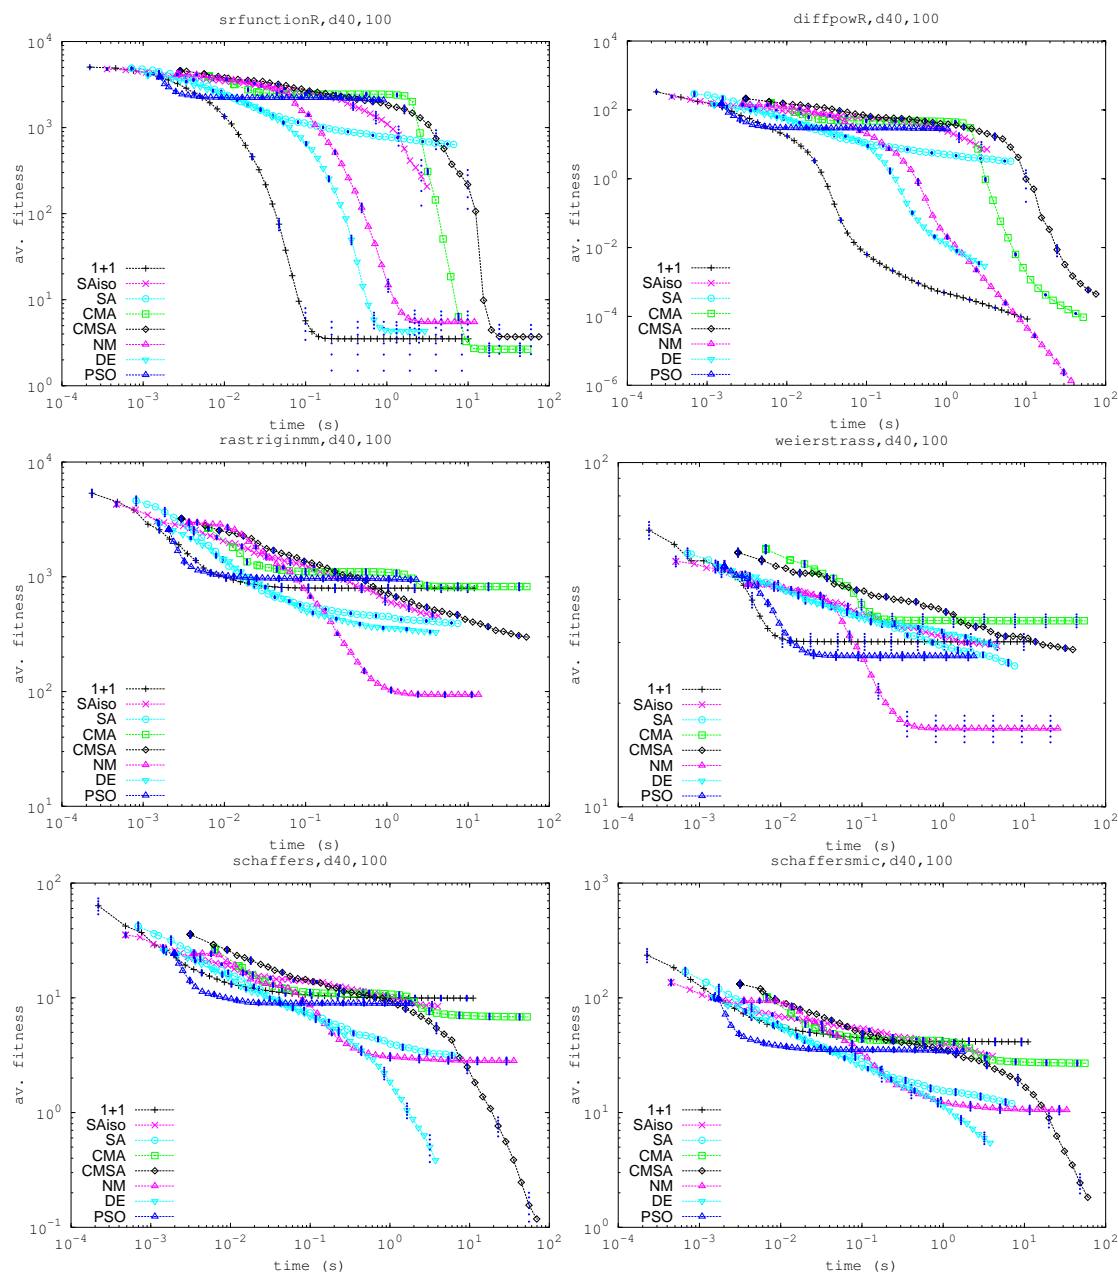 srfunctionR,d40,100
10^4
10^3
10^2
10^1
10^0
av. fitness
1+1
SAiso
SA
CMA
CMSA
NM
DE
PSO
10^-4 10^-3 10^-2 10^-1 10^0 10^1 10^2
time (s)
diffpowR,d40,100
10^4
10^2
10^0
10^-2
10^-4
10^-6
av. fitness
1+1
SAiso
SA
CMA
CMSA
NM
DE
PSO
10^-4 10^-3 10^-2 10^-1 10^0 10^1 10^2
time (s)
rastriginmm,d40,100
10^4
10^3
10^2
10^1
av. fitness
1+1
SAiso
SA
CMA
CMSA
NM
DE
PSO
10^-4 10^-3 10^-2 10^-1 10^0 10^1 10^2
time (s)
weierstrass,d40,100
10^2
10^1
av. fitness
1+1
SAiso
SA
CMA
CMSA
NM
DE
PSO
10^-4 10^-3 10^-2 10^-1 10^0 10^1 10^2
time (s)
schaffers,d40,100
10^2
10^1
10^0
10^-1
av. fitness
1+1
SAiso
SA
CMA
CMSA
NM
DE
PSO
10^-4 10^-3 10^-2 10^-1 10^0 10^1 10^2
time (s)
schaffersmic,d40,100
10^3
10^2
10^1
10^0
av. fitness
1+1
SAiso
SA
CMA
CMSA
NM
DE
PSO
10^-4 10^-3 10^-2 10^-1 10^0 10^1 10^2
time (s)